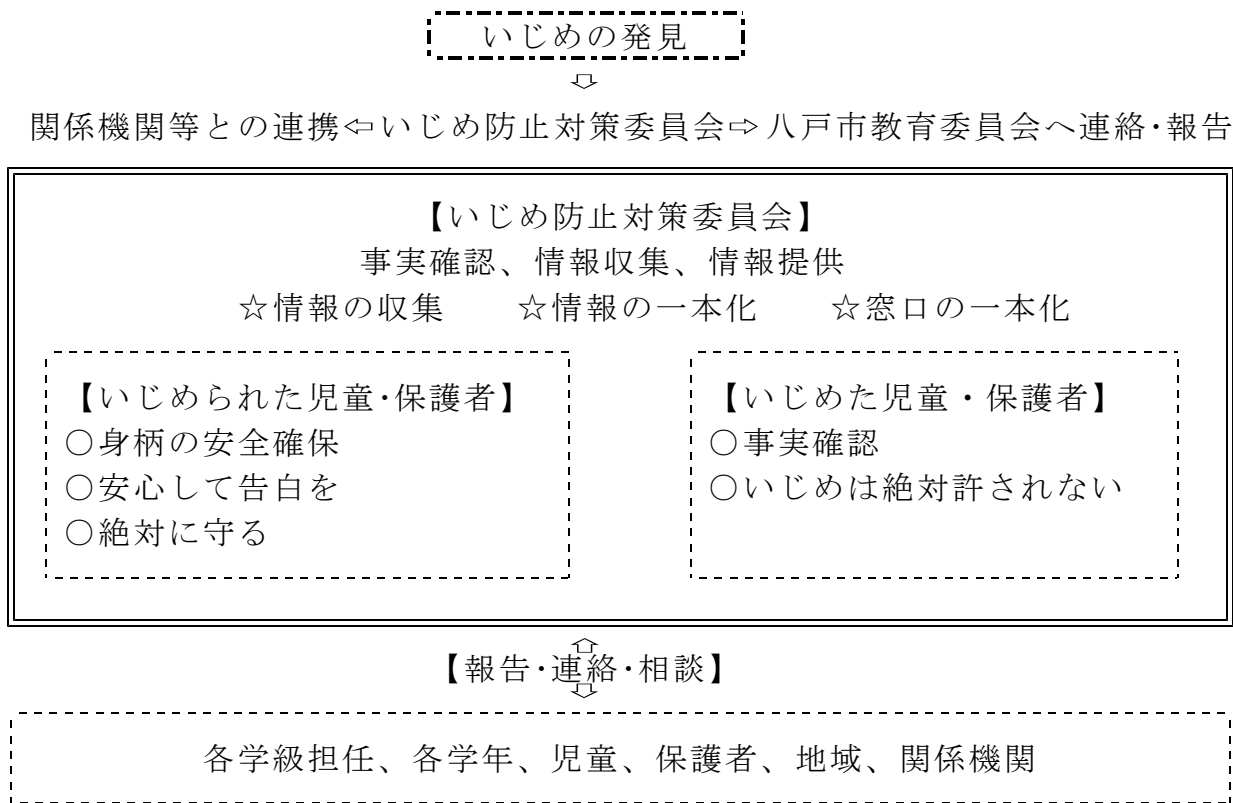 いじめの発見
⇩
関係機関等との連携⇦いじめ防止対策委員会⇨八戸市教育委員会へ連絡・報告
【いじめ防止対策委員会】
事実確認、情報収集、情報提供
☆情報の収集　☆情報の一本化　☆窓口の一本化
【いじめられた児童・保護者】
○身柄の安全確保
○安心して告白を
○絶対に守る
【いじめた児童・保護者】
○事実確認
○いじめは絶対許されない
⇧
【報告・連絡・相談】
⇩
各学級担任、各学年、児童、保護者、地域、関係機関